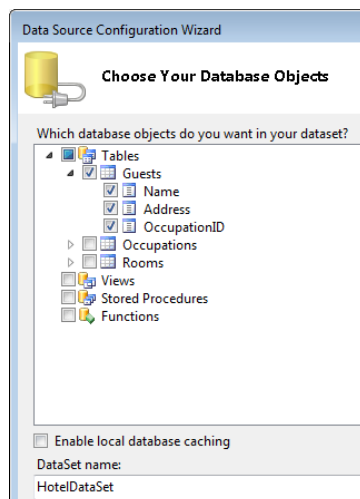 Data Source Configuration Wizard
Choose Your Database Objects
Which database objects do you want in your dataset?
Tables
Guests
Name
Address
OccupationID
Occupations
Rooms
Views
Stored Procedures
Functions
Enable local database caching
DataSet name:
HotelDataSet